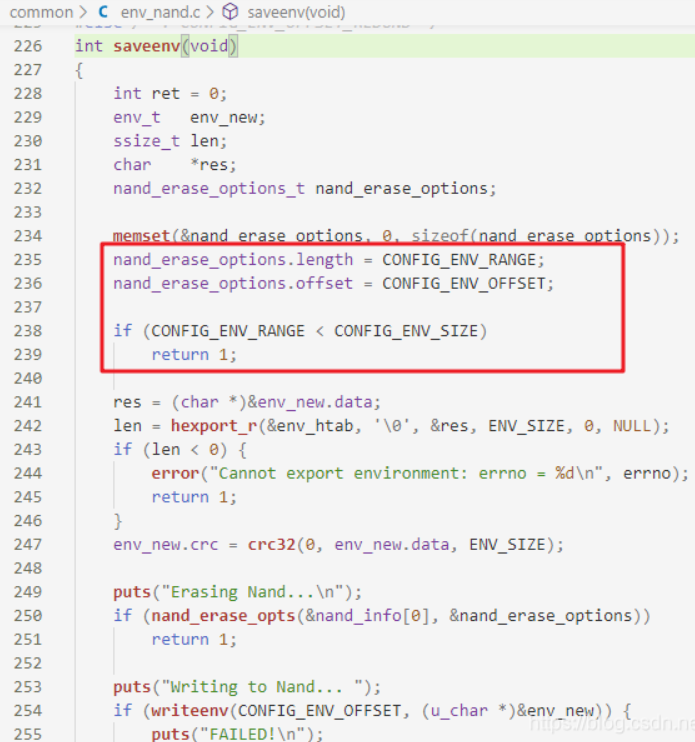 common > C env_nand.c > saveenv(void)
226 int saveenv(void)
227 {
228 int ret = 0;
229 env_t env_new;
230 ssize_t len;
231 char *res;
232 nand_erase_options_t nand_erase_options;
233
234 memset(&nand_erase_options, 0, sizeof(nand_erase_options));
235 nand_erase_options.length = CONFIG_ENV_RANGE;
236 nand_erase_options.offset = CONFIG_ENV_OFFSET;
237
238 if (CONFIG_ENV_RANGE < CONFIG_ENV_SIZE)
239 return 1;
240
241 res = (char *)&env_new.data;
242 len = hexport_r(&env_htab, '\0', &res, ENV_SIZE, 0, NULL);
243 if (len < 0) {
244 error("Cannot export environment: errno = %d\n", errno);
245 return 1;
246 }
247 env_new.crc = crc32(0, env_new.data, ENV_SIZE);
248
249 puts("Erasing Nand...\n");
250 if (nand_erase_opts(&nand_info[0], &nand_erase_options))
251 return 1;
252
253 puts("Writing to Nand... ");
254 if (writeenv(CONFIG_ENV_OFFSET, (u_char *)&env_new)) {
255 puts("FAILED!\n");
https://blog.csdn.ne